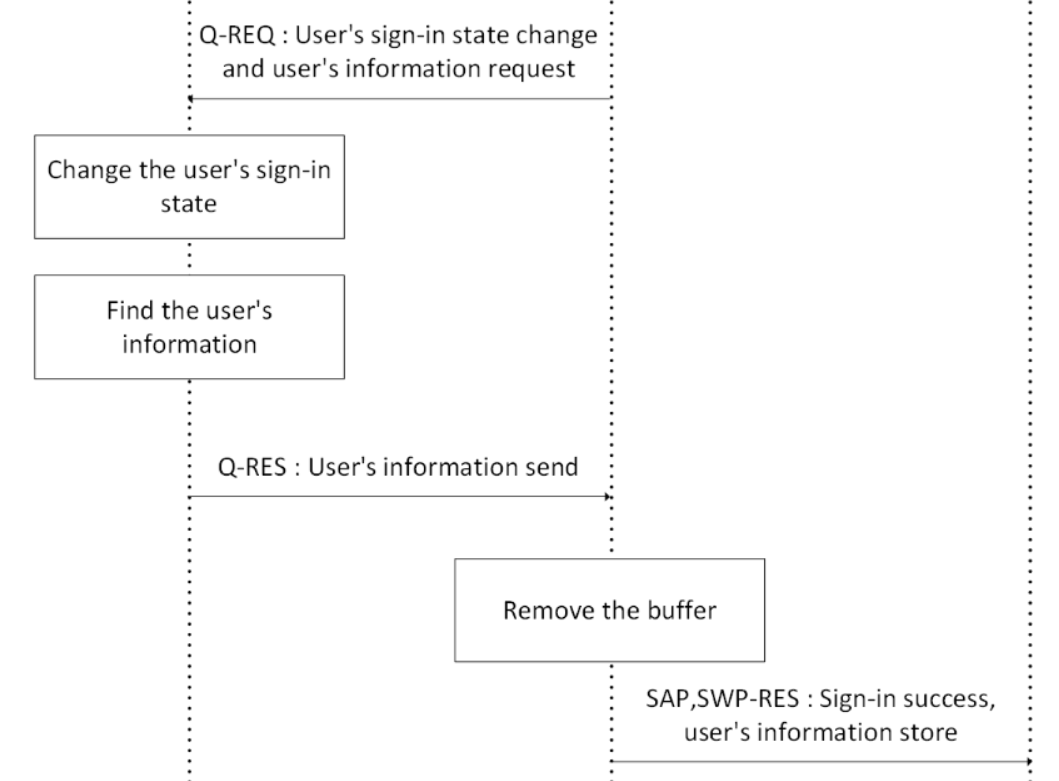 Q-REQ : User's sign-in state change
and user's information request
Change the user's sign-in
state
Find the user's
information
Q-RES : User's information send
Remove the buffer
SAP,SWP-RES : Sign-in success,
user's information store